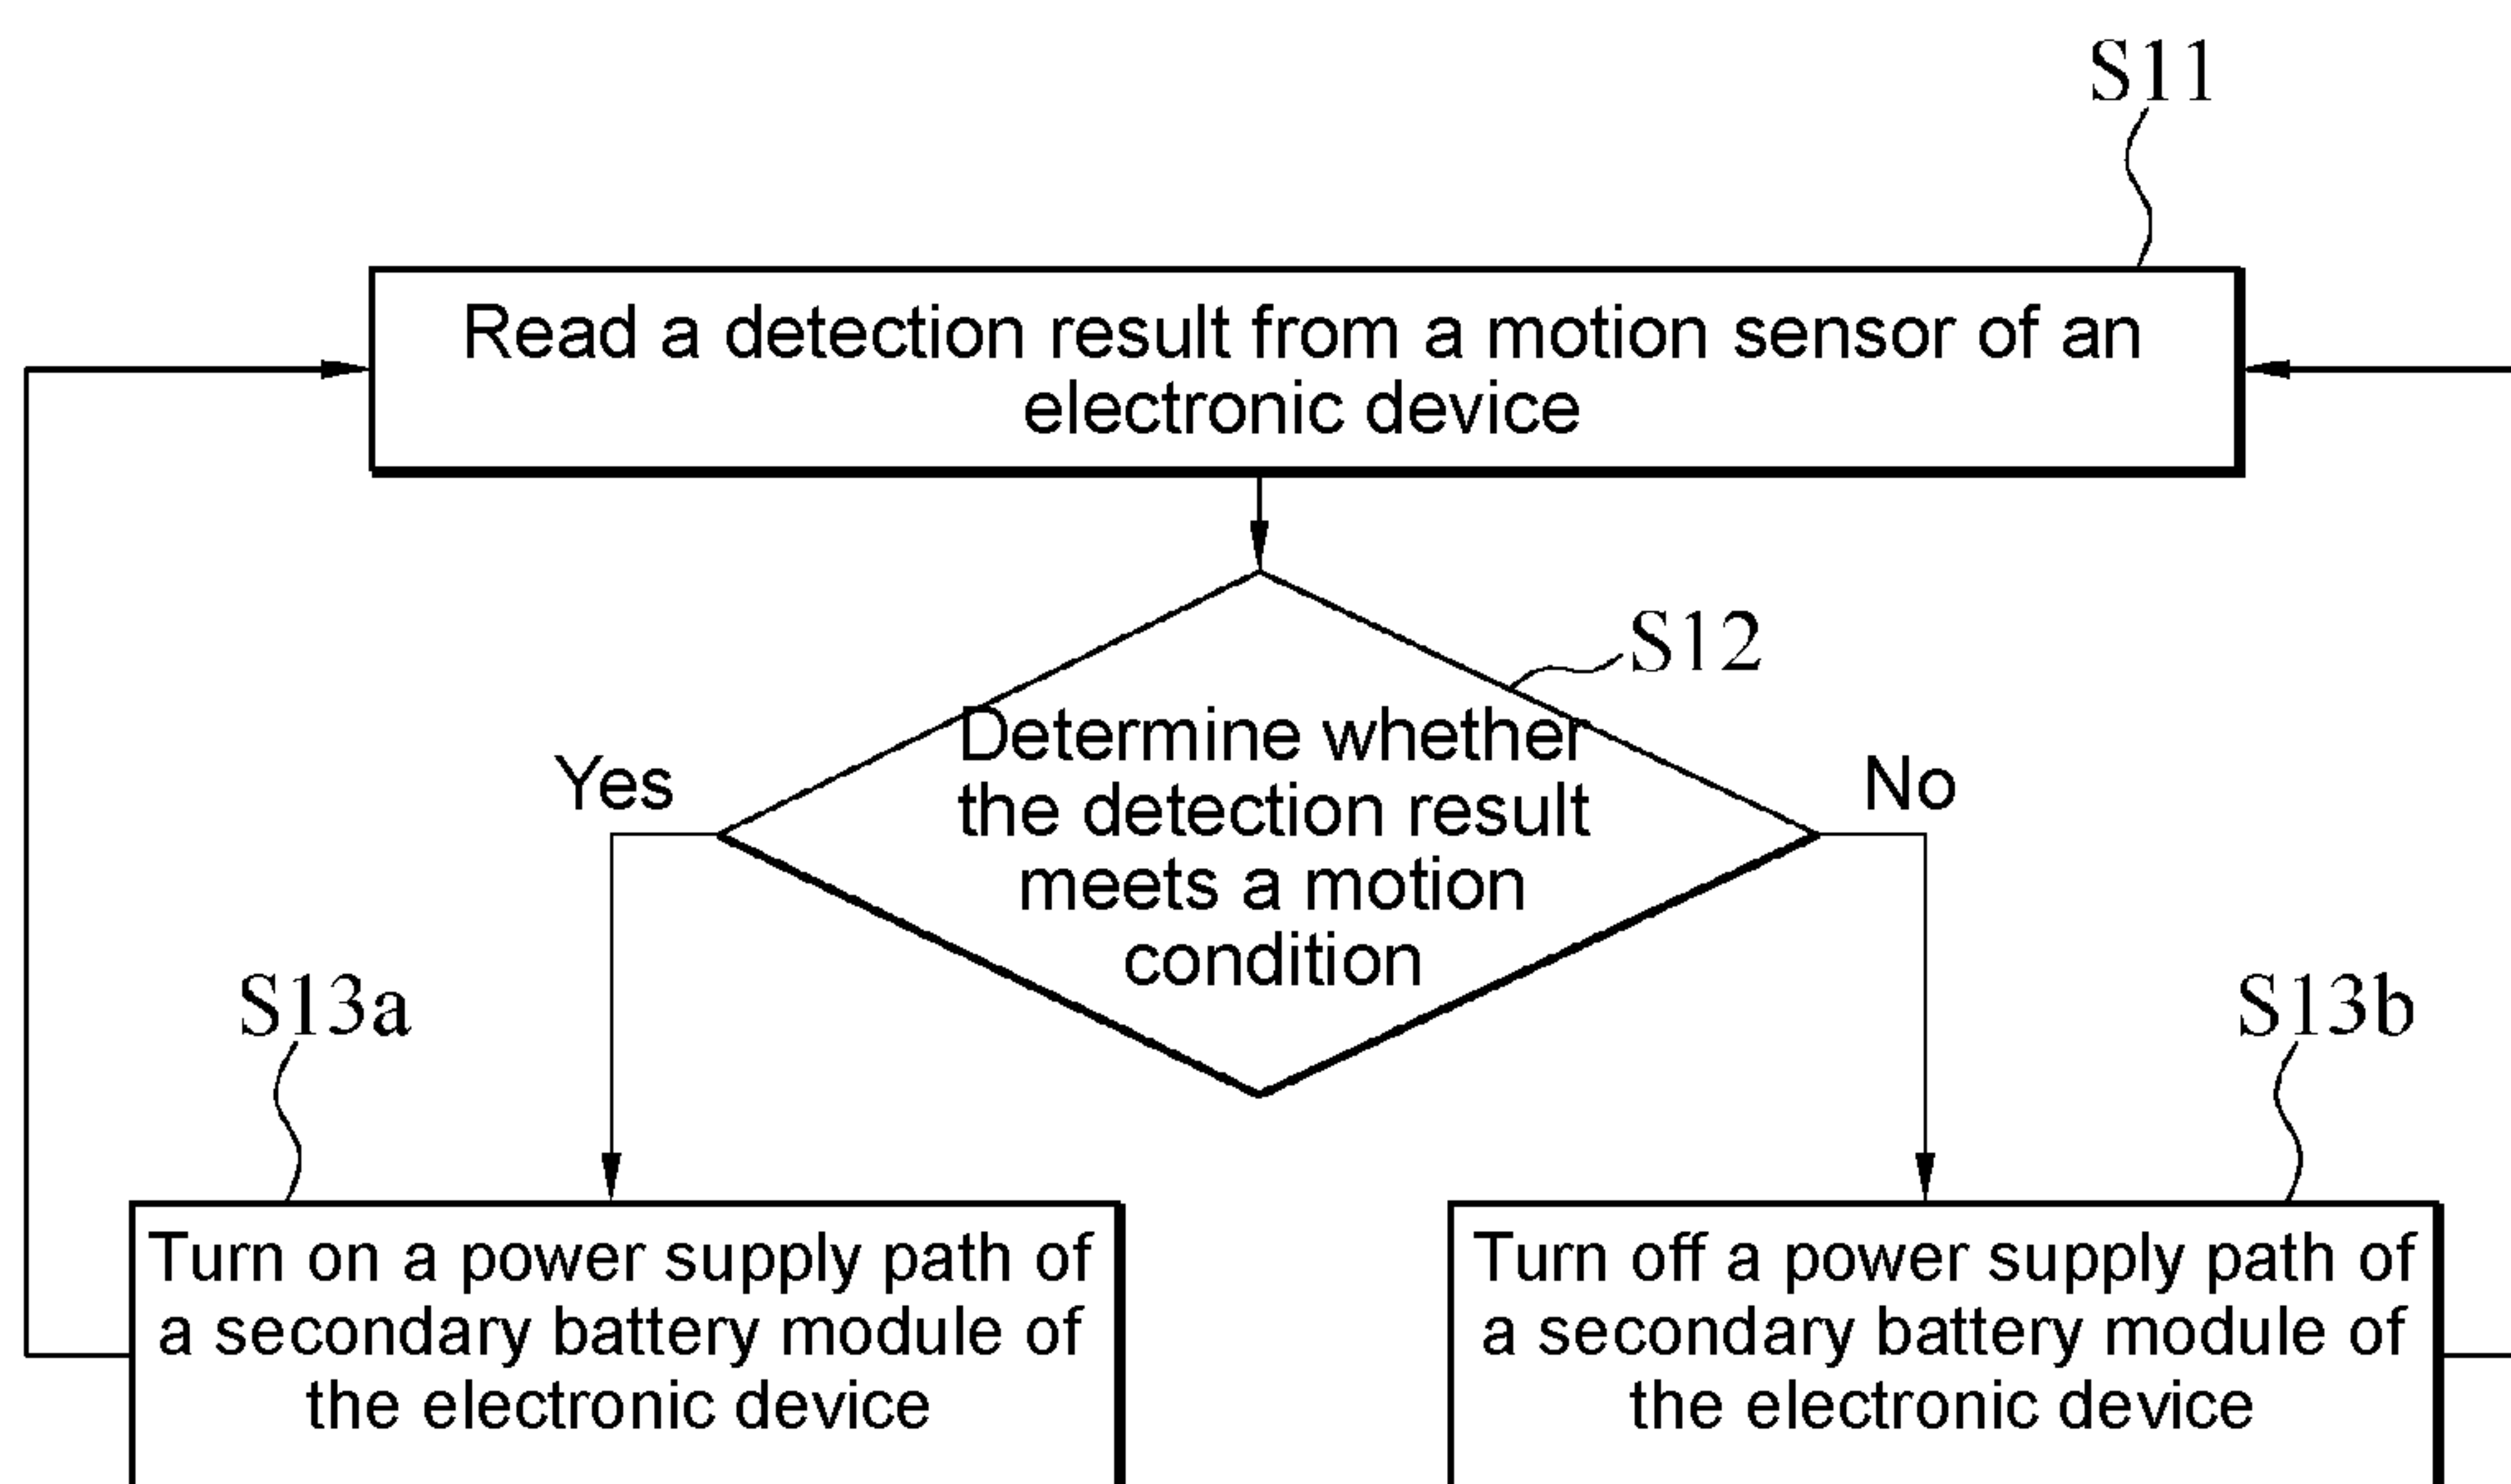 S11
Read a detection result from a motion sensor of an
electronic device
S12
Determine whether
the detection result
meets a motion
condition
Yes
No
S13a
S13b
Turn on a power supply path of
a secondary battery module of
the electronic device
Turn off a power supply path of
a secondary battery module of
the electronic device